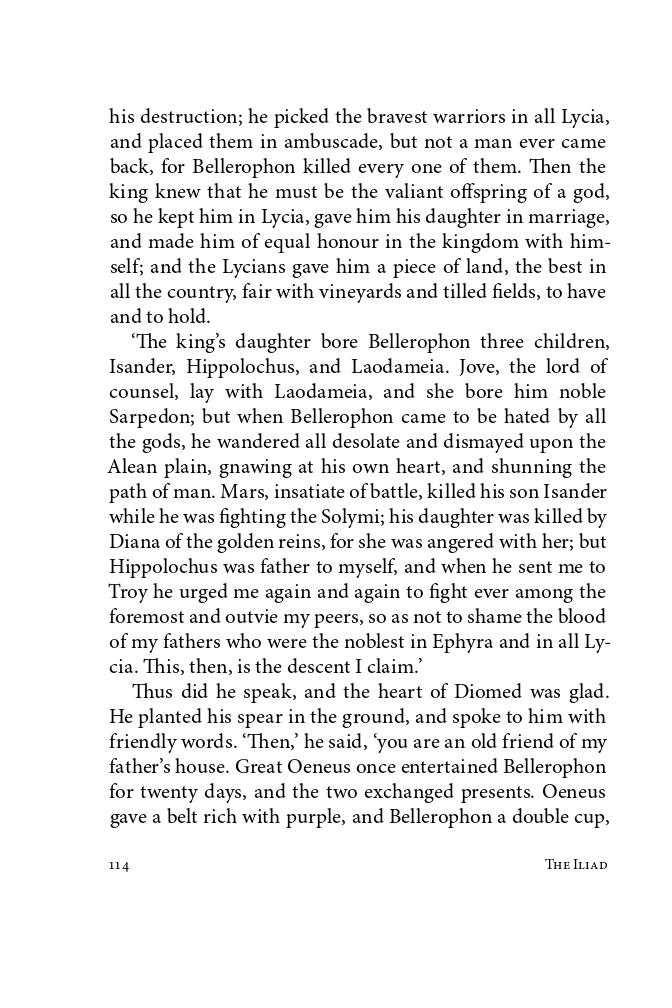 his destruction; he picked the bravest warriors in all Lycia,
and placed them in ambuscade, but not a man ever came
back, for Bellerophon killed every one of them. Then the
king knew that he must be the valiant offspring of a god,
so he kept him in Lycia, gave him his daughter in marriage,
and made him of equal honour in the kingdom with him-
self; and the Lycians gave him a piece of land, the best in
all the country, fair with vineyards and tilled fields, to have
and to hold.
‘The king’s daughter bore Bellerophon three children,
Isander, Hippolochus, and Laodameia. Jove, the lord of
counsel, lay with Laodameia, and she bore him noble
Sarpedon; but when Bellerophon came to be hated by all
the gods, he wandered all desolate and dismayed upon the
Alean plain, gnawing at his own heart, and shunning the
path of man. Mars, insatiate of battle, killed his son Isander
while he was fighting the Solymi; his daughter was killed by
Diana of the golden reins, for she was angered with her; but
Hippolochus was father to myself, and when he sent me to
Troy he urged me again and again to fight ever among the
foremost and outvie my peers, so as not to shame the blood
of my fathers who were the noblest in Ephyra and in all Ly-
cia. This, then, is the descent I claim.’
Thus did he speak, and the heart of Diomed was glad.
He planted his spear in the ground, and spoke to him with
friendly words. ‘Then,’ he said, ‘you are an old friend of my
father’s house. Great Oeneus once entertained Bellerophon
for twenty days, and the two exchanged presents. Oeneus
gave a belt rich with purple, and Bellerophon a double cup,
114 The Iliad